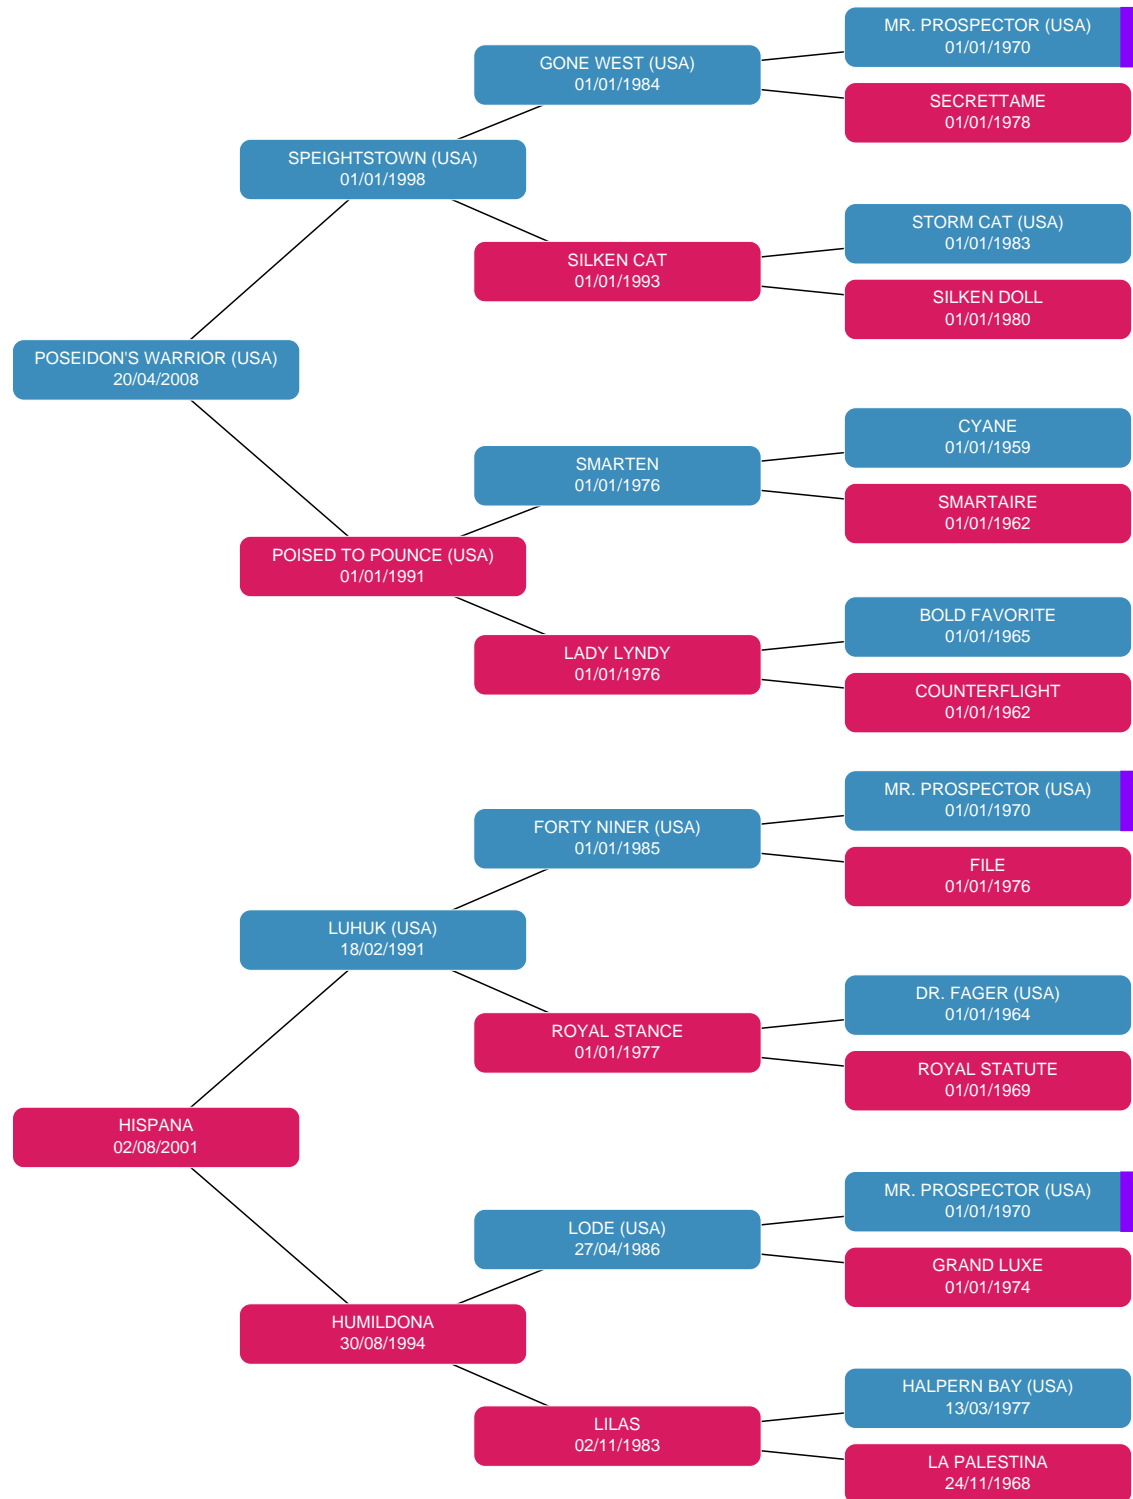 MR. PROSPECTOR (USA)
01/01/1970
GONE WEST (USA)
01/01/1984
SECRETTAME
01/01/1978
SPEIGHTSTOWN (USA)
01/01/1998
STORM CAT (USA)
01/01/1983
SILKEN CAT
01/01/1993
SILKEN DOLL
01/01/1980
POSEIDON'S WARRIOR (USA)
20/04/2008
CYANE
01/01/1959
SMARTEN
01/01/1976
SMARTAIRE
01/01/1962
POISED TO POUNCE (USA)
01/01/1991
BOLD FAVORITE
01/01/1965
LADY LYNDY
01/01/1976
COUNTERFLIGHT
01/01/1962
MR. PROSPECTOR (USA)
01/01/1970
FORTY NINER (USA)
01/01/1985
FILE
01/01/1976
LUHUK (USA)
18/02/1991
DR. FAGER (USA)
01/01/1964
ROYAL STANCE
01/01/1977
ROYAL STATUTE
01/01/1969
HISPANA
02/08/2001
MR. PROSPECTOR (USA)
01/01/1970
LODE (USA)
27/04/1986
GRAND LUXE
01/01/1974
HUMILDONA
30/08/1994
HALPERN BAY (USA)
13/03/1977
LILAS
02/11/1983
LA PALESTINA
24/11/1968